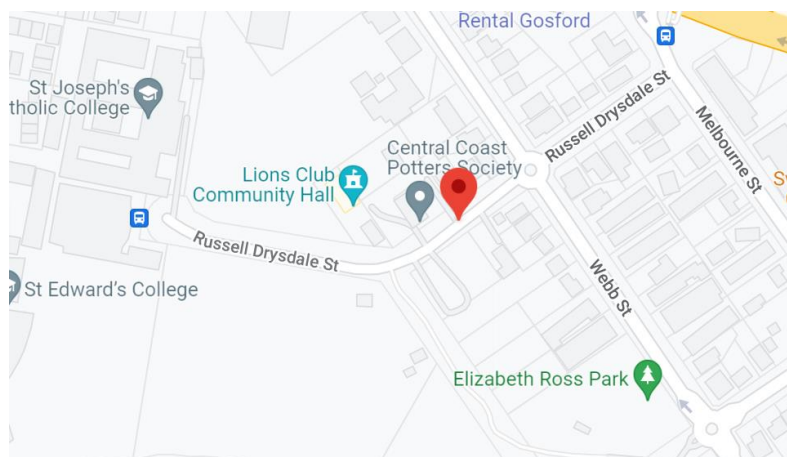 Rental Gosford
St Joseph's
tholic College
Central Coast
Potters Society
Russell Drysdale St
Melbourne St
Lions Club
Community Hall
Russell Drysdale St
St Edward's College
Webb St
Elizabeth Ross Park